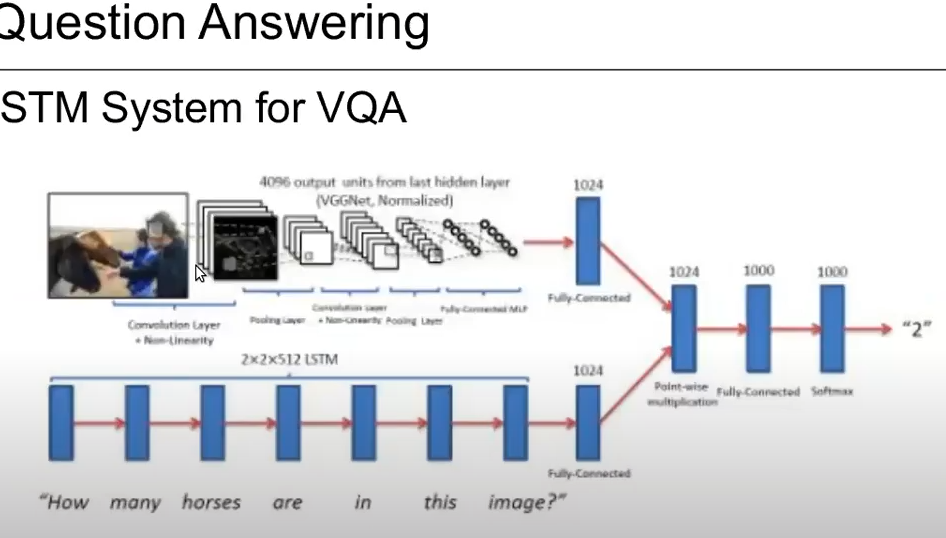 Question Answering
STM System for VQA
4096 output units from last hidden layer
(VGGNet, Normalized)
1024
Fully-Connected
Convolution Layer
+ Non-Linearity
Pooling Layer
Convolution Layer
+ Non-Linearity
Pooling Layer
Fully-Connected MLP
2×2×512 LSTM
1024
Fully-Connected
1024
Point-wise
multiplication
1000
Fully-Connected
1000
Softmax
“2”
“How many horses are in this image?”